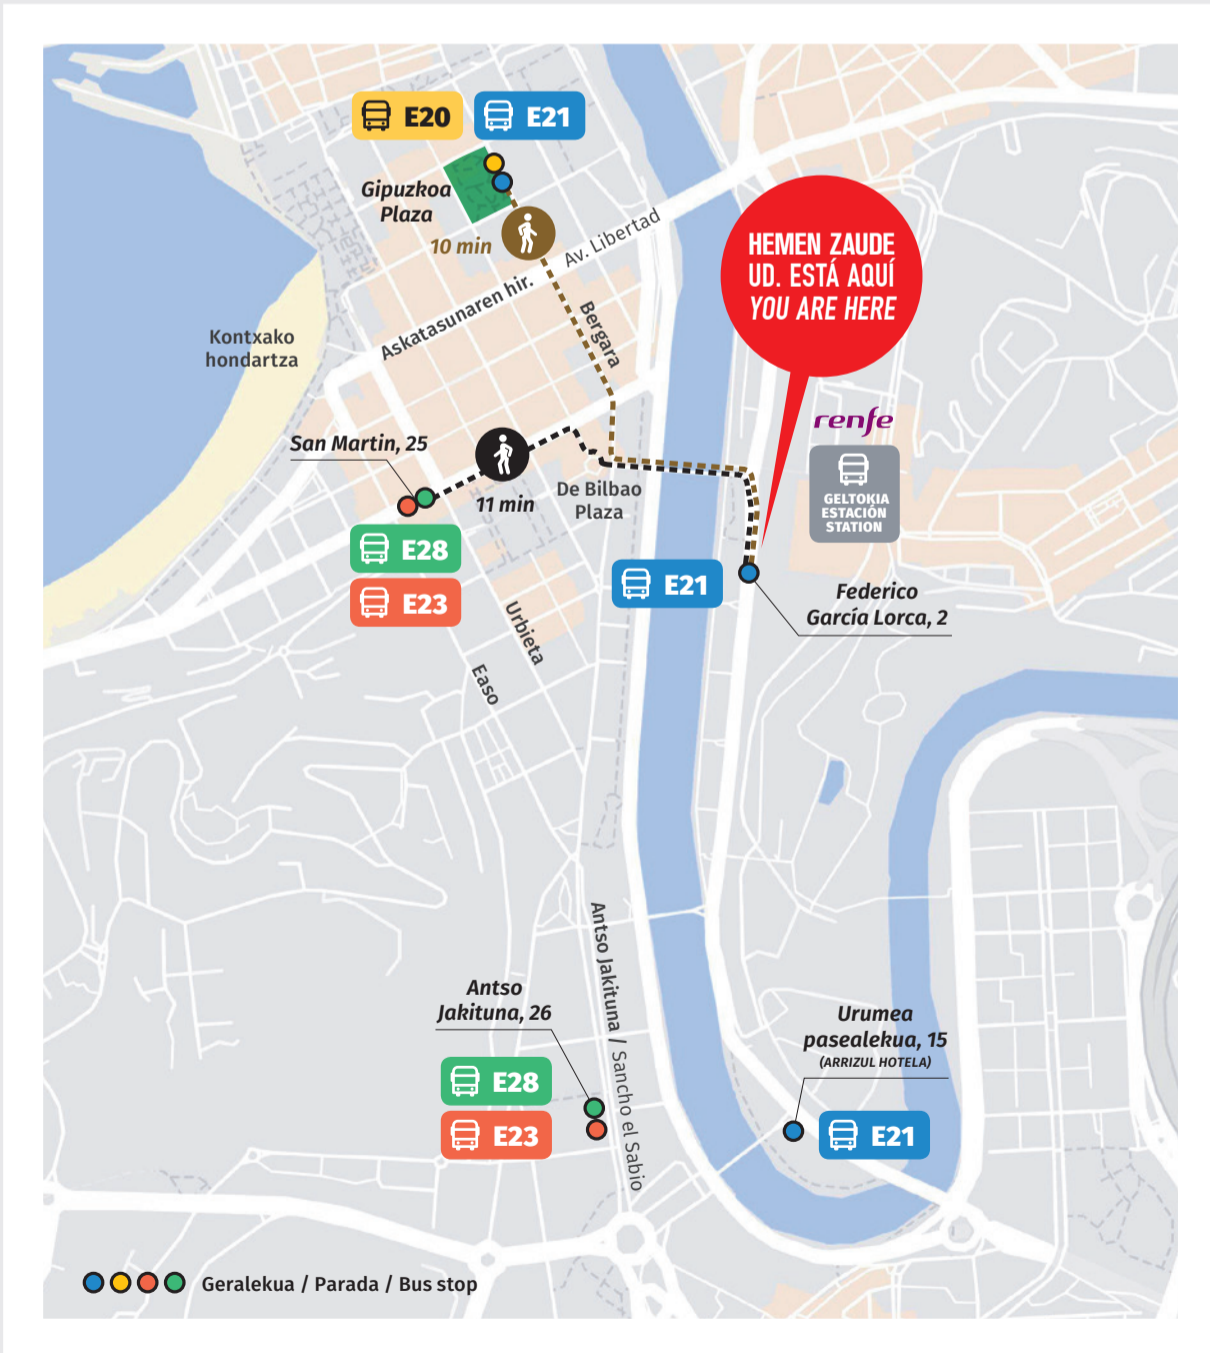 E20
E21
Gipuzkoa
Plaza
10 min
Av. Libertad
Askatasunaren hir.
Bergara
HEMEN ZAUDE
UD. ESTÁ AQUÍ
YOU ARE HERE
Kontxako
hondartza
renfe
San Martin, 25
GELTOKIA
ESTACIÓN
STATION
11 min
De Bilbao
Plaza
E28
E23
E21
Federico
García Lorca, 2
Urbieta
Easo
Antso Jakituna / Sancho el Sabio
Antso
Jakituna, 26
E28
E23
Urumea
pasealekua, 15
(ARRIZUL HOTELA)
E21
Geralekua / Parada / Bus stop